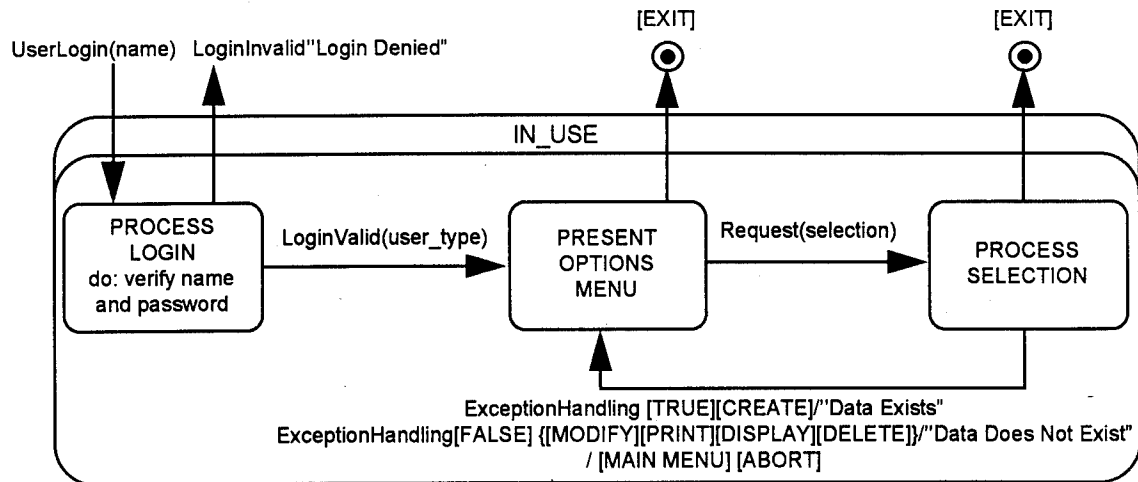 [EXIT]
[EXIT]
UserLogin(name)
LoginInvalid"Login Denied"
IN_USE
PROCESS
LOGIN
do: verify name
and password
LoginValid(user_type)
PRESENT
OPTIONS
MENU
Request(selection)
PROCESS
SELECTION
ExceptionHandling [TRUE][CREATE]/"Data Exists"
ExceptionHandling[FALSE] {[MODIFY][PRINT][DISPLAY][DELETE]}/"Data Does Not Exist"
/ [MAIN MENU] [ABORT]